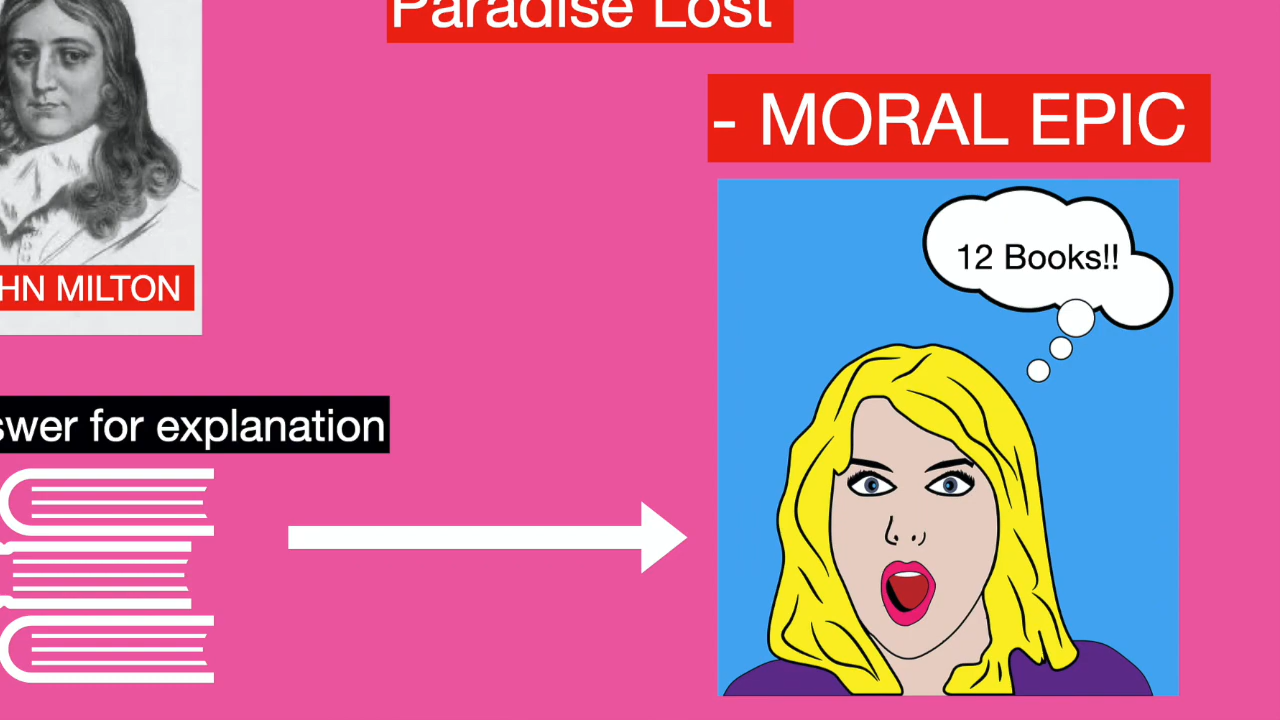 Paradise Lost
- MORAL EPIC
12 Books!!
HN MILTON
swer for explanation